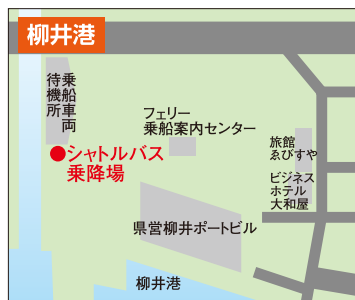 柳井港
乗船車両
待機所
シャトルバス
乗降場
フェリー
乗船案内センター
旅館
ゑびすや
ビジネス
ホテル
大和屋
県営柳井ポートビル
柳井港